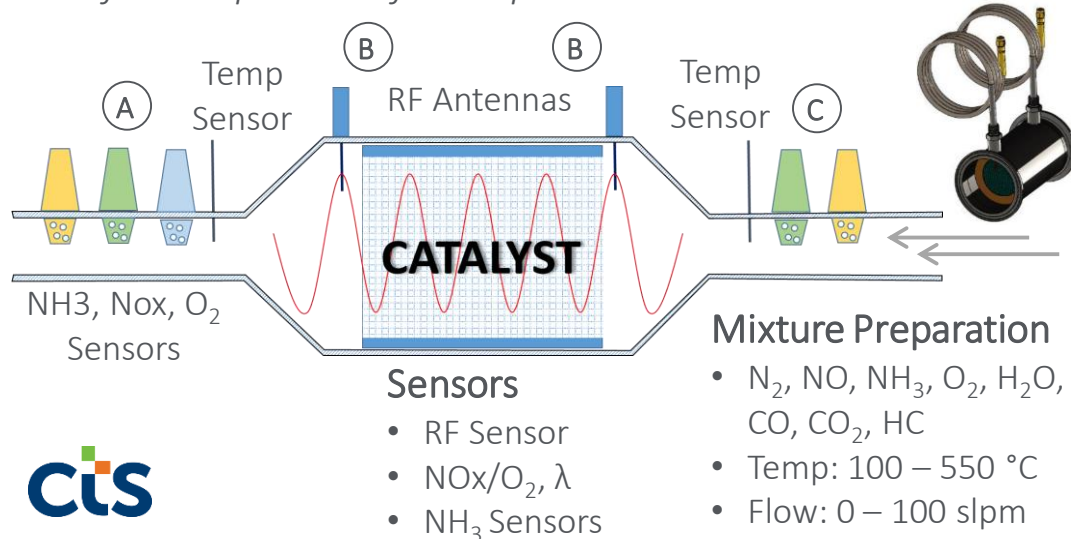 B
B
Temp
Sensor
RF Antennas
Temp
Sensor
A
C
CATALYST
NH3, Nox, O₂
Sensors
Mixture Preparation
• N₂, NO, NH₃, O₂, H₂O,
CO, CO₂, HC
• Temp: 100 – 550 °C
• Flow: 0 – 100 slpm
Sensors
• RF Sensor
• NOx/O₂, λ
• NH₃ Sensors
cts